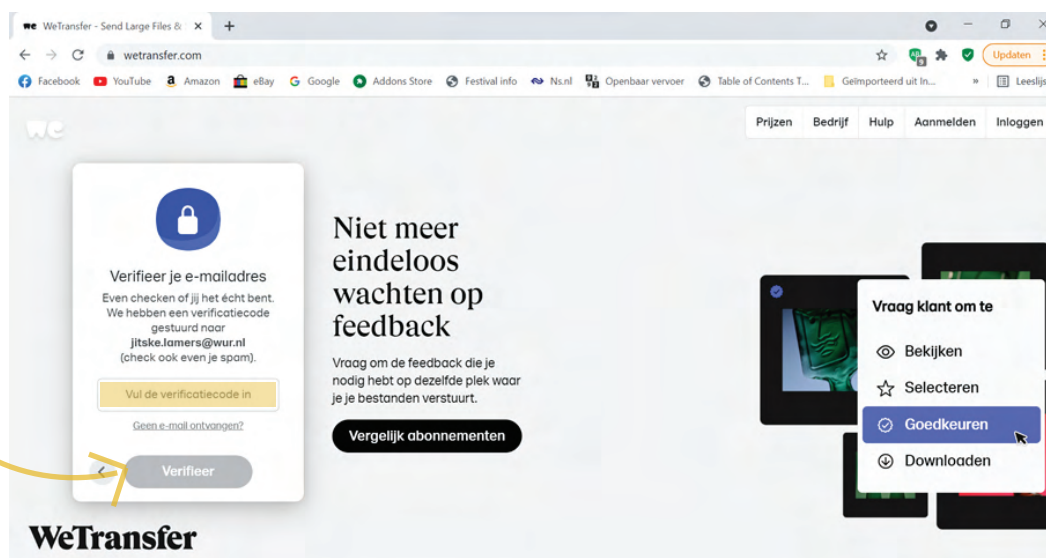 we WeTransfer - Send Large Files &
wetransfer.com
Updaten
Facebook YouTube Amazon eBay Google Addons Store Festival info Ns.nl Openbaar vervoer Table of Contents T... Geïmporteerd uit In... » Leeslijs
we
Prijzen Bedrijf Hulp Aanmelden Inloggen
Verifieer je e-mailadres
Even checken of jij het écht bent.
We hebben een verificatiecode
gestuurd naar
jitske.lamers@wur.nl
(check ook even je spam).
Vul de verificatiecode in
Geen e-mail ontvangen?
Verifieer
Niet meer
eindeloos
wachten op
feedback
Vraag om de feedback die je
nodig hebt op dezelfde plek waar
je je bestanden verstuurt.
Vergelijk abonnementen
Vraag klant om te
Bekijken
Selecteren
Goedkeuren
Downloaden
WeTransfer